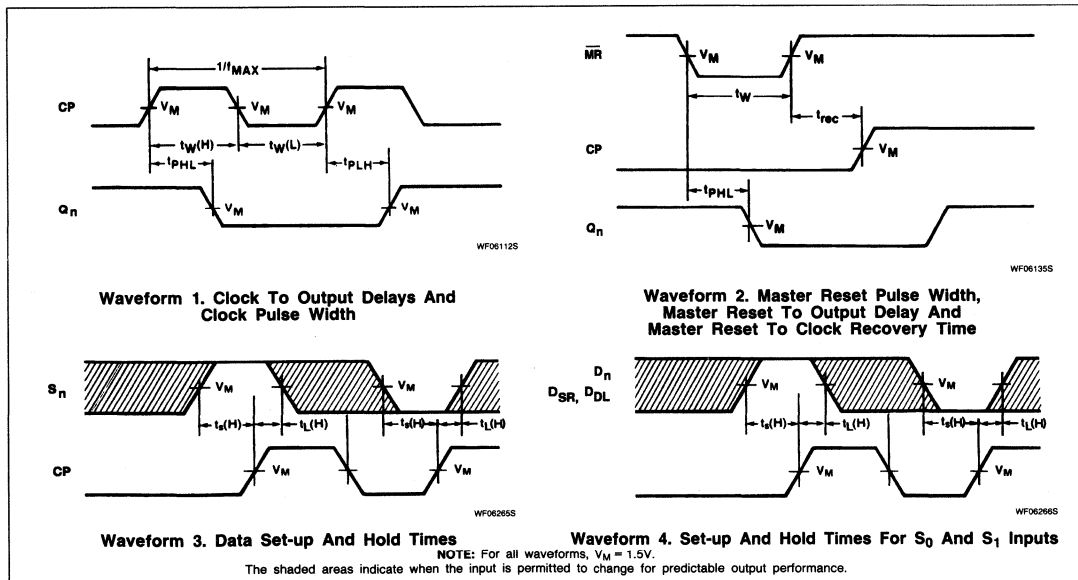 1/fMAX
CP
VM VM VM
tW(H) tW(L)
tPHL tPLH
Qn
VM VM
WF06112S
Waveform 1. Clock To Output Delays And
Clock Pulse Width
MR
VM VM
tW
trec
CP
VM
tPHL
Qn
VM
WF06135S
Waveform 2. Master Reset Pulse Width,
Master Reset To Output Delay And
Master Reset To Clock Recovery Time
Sn
VM VM
ts(H) tL(H) ts(H) tL(H)
CP
VM VM
WF06265S
Waveform 3. Data Set-up And Hold Times
Dn
DSR, DDL
VM VM
ts(H) tL(H) ts(H) tL(H)
CP
VM VM
WF06266S
Waveform 4. Set-up And Hold Times For S0 And S1 Inputs
NOTE: For all waveforms, VM = 1.5V.
The shaded areas indicate when the input is permitted to change for predictable output performance.